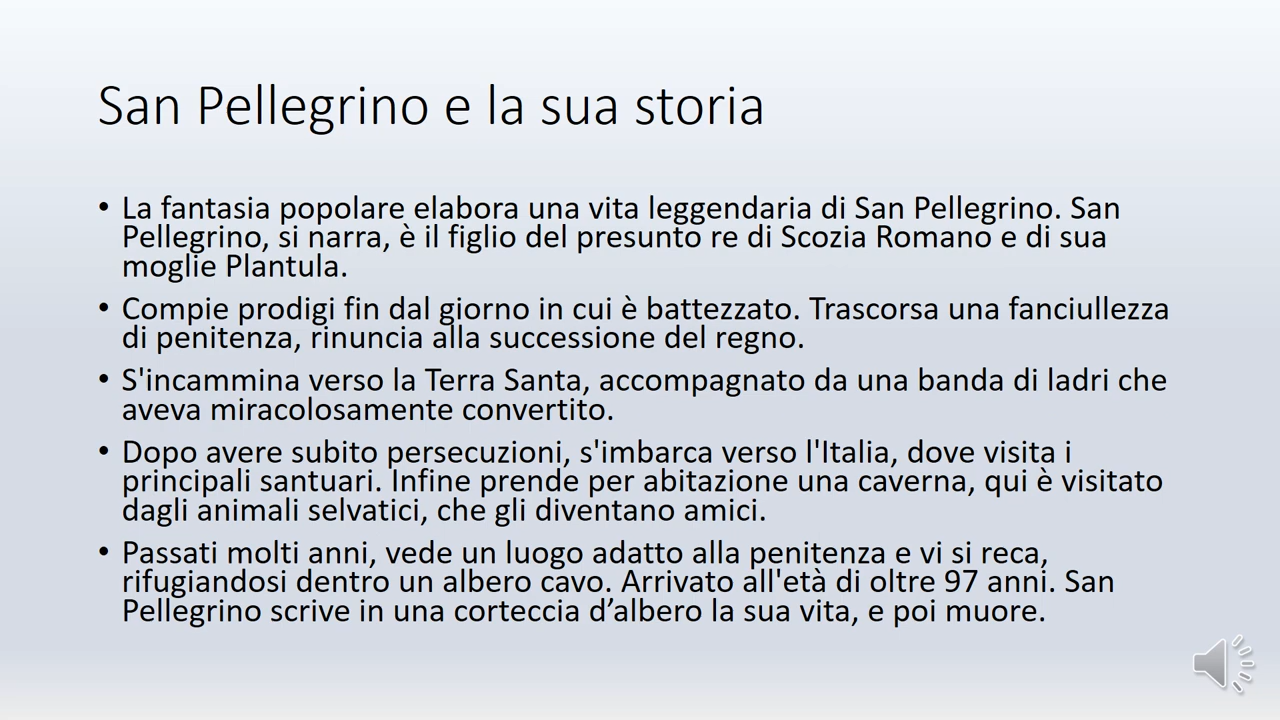 San Pellegrino e la sua storia
• La fantasia popolare elabora una vita leggendaria di San Pellegrino. San
Pellegrino, si narra, è il figlio del presunto re di Scozia Romano e di sua
moglie Plantula.
• Compie prodigi fin dal giorno in cui è battezzato. Trascorsa una fanciullezza
di penitenza, rinuncia alla successione del regno.
• S'incammina verso la Terra Santa, accompagnato da una banda di ladri che
aveva miracolosamente convertito.
• Dopo avere subito persecuzioni, s'imbarca verso l'Italia, dove visita i
principali santuari. Infine prende per abitazione una caverna, qui è visitato
dagli animali selvatici, che gli diventano amici.
• Passati molti anni, vede un luogo adatto alla penitenza e vi si reca,
rifugiandosi dentro un albero cavo. Arrivato all'età di oltre 97 anni. San
Pellegrino scrive in una corteccia d’albero la sua vita, e poi muore.